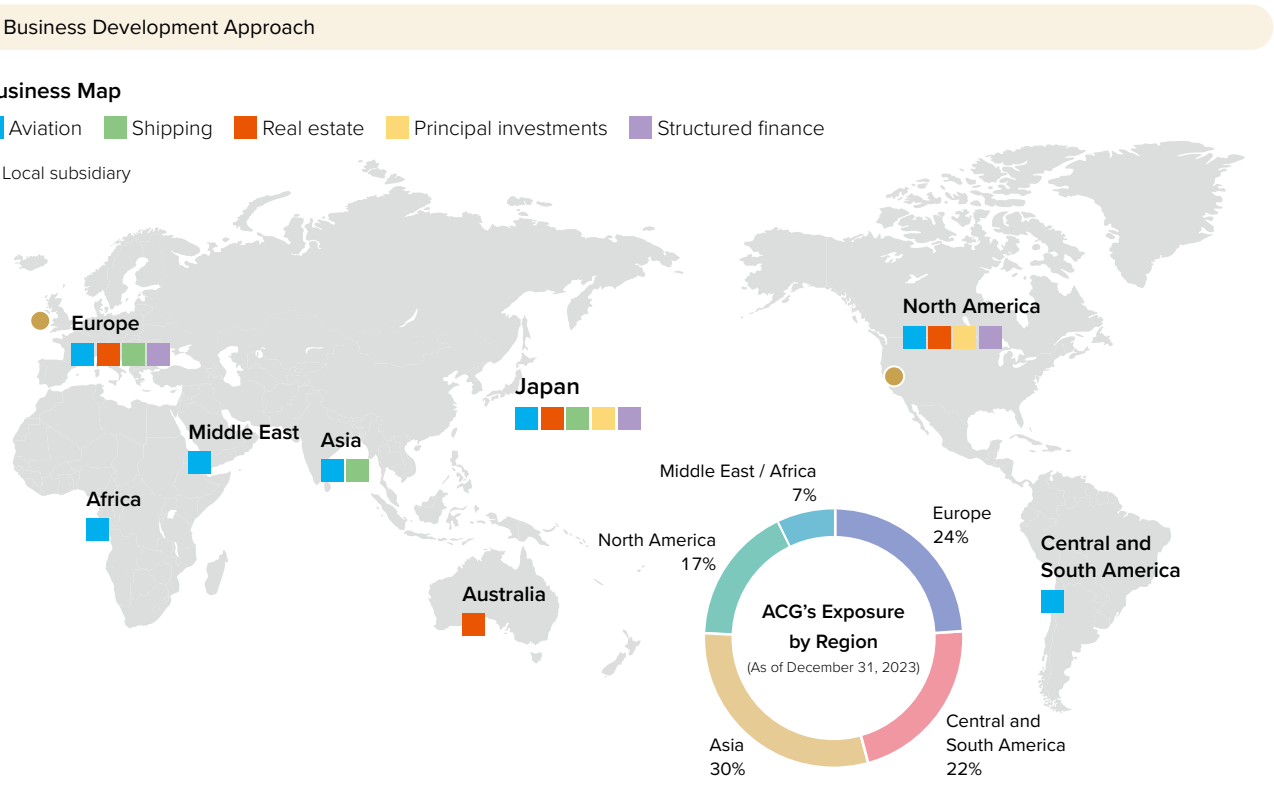 Business Development Approach
usiness Map
Aviation
Shipping
Real estate
Principal investments
Structured finance
Local subsidiary
North America
Europe
Japan
Middle East
Asia
Africa
Central and
South America
Australia
Middle East / Africa
7%
Europe
24%
North America
17%
ACG’s Exposure
by Region
(As of December 31, 2023)
Central and
South America
22%
Asia
30%